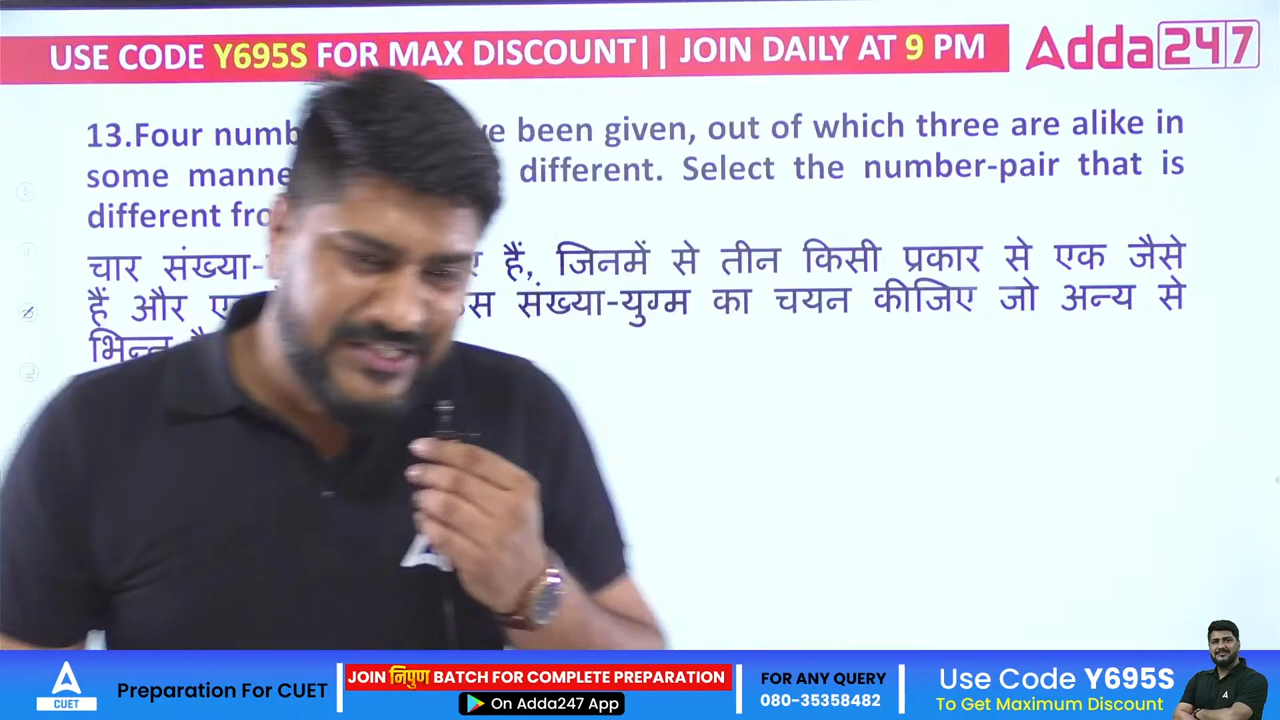 USE CODE Y695S FOR MAX DISCOUNT|| JOIN DAILY AT 9 PM
Adda247
13.Four ve been given, out of which three are alike in
some different. Select the number-pair that is
different
चार संख्या- हैं, जिनमें से तीन किसी प्रकार से एक जैसे
हैं और संख्या-युग्म का चयन कीजिए जो अन्य से
भिन्न
Preparation For CUET
CUET
JOIN निपुण BATCH FOR COMPLETE PREPARATION
On Adda247 App
FOR ANY QUERY
080-35358482
Use Code Y695S
To Get Maximum Discount